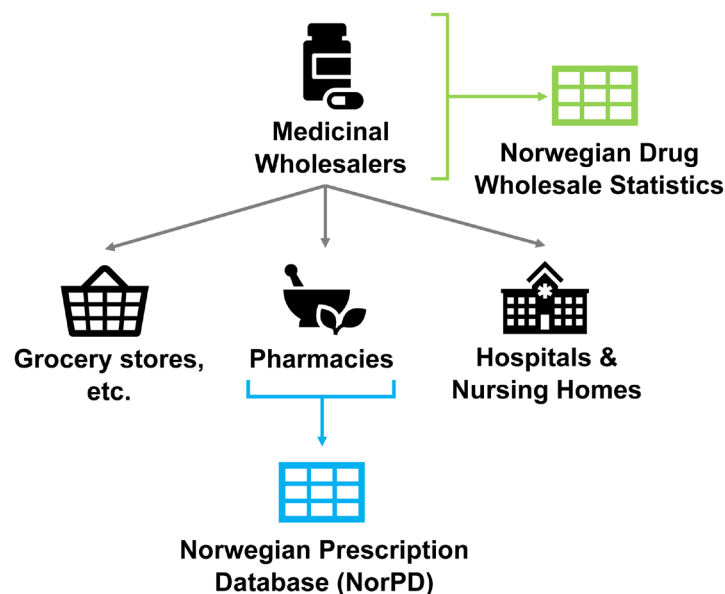 Medicinal
Wholesalers
Norwegian Drug
Wholesale Statistics
Grocery stores,
etc.
Pharmacies
Hospitals &
Nursing Homes
Norwegian Prescription
Database (NorPD)